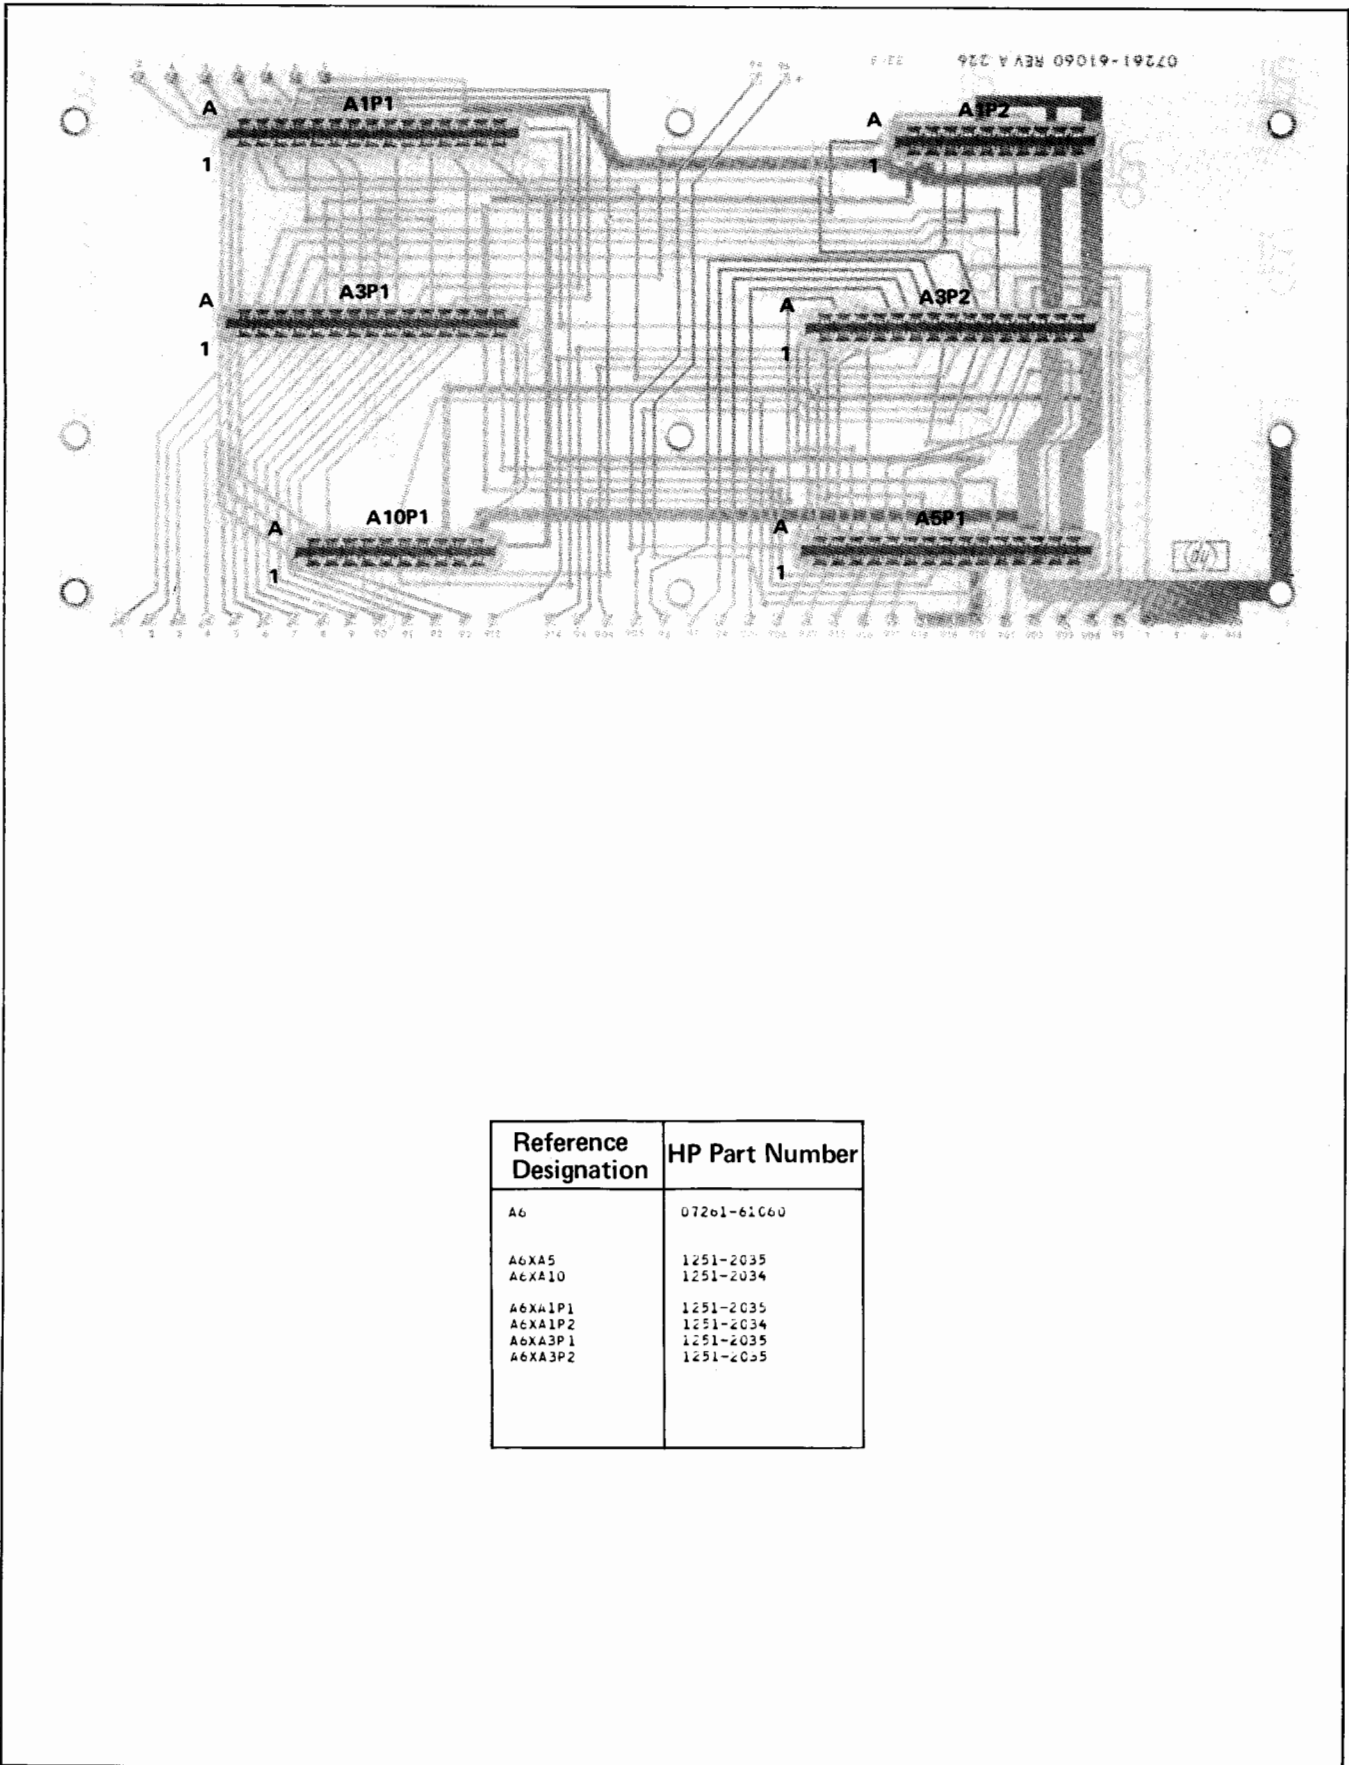 07261-61060 REV A 226
A A1P1
A A1P2
1
1
A A3P1
A A3P2
1
1
A A10P1
A A5P1
1
1
hp
Reference Designation HP Part Number
A6 07261-61060
A6XA5 1251-2035
A6XA10 1251-2034
A6XA1P1 1251-2035
A6XA1P2 1251-2034
A6XA3P1 1251-2035
A6XA3P2 1251-2035